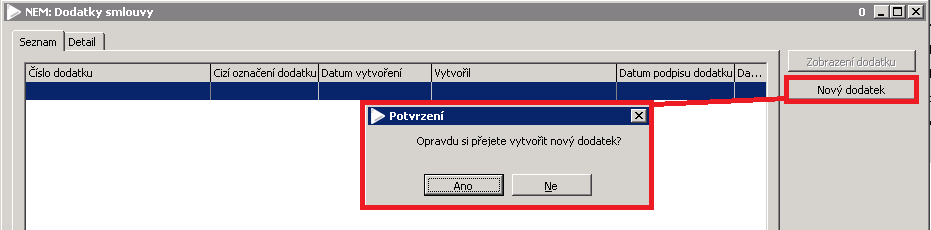 NEM: Dodatky smlouvy 0
Seznam Detail
Číslo dodatku Cizí označení dodatku Datum vytvoření Vytvořil Datum podpisu dodatku Da...
Zobrazení dodatku
Nový dodatek
Potvrzení
Opravdu si přejete vytvořit nový dodatek?
Ano Ne